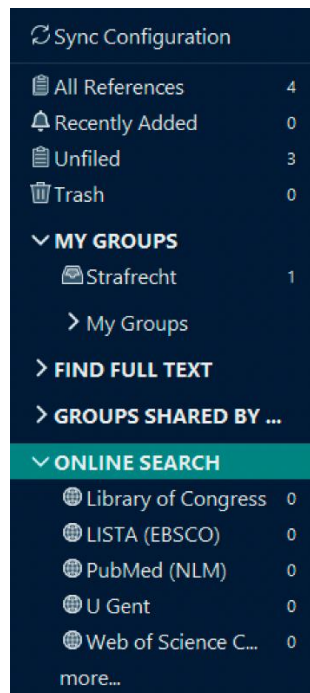 Sync Configuration
All References 4
Recently Added 0
Unfiled 3
Trash 0
MY GROUPS
Strafrecht 1
My Groups
FIND FULL TEXT
GROUPS SHARED BY ...
ONLINE SEARCH
Library of Congress 0
LISTA (EBSCO) 0
PubMed (NLM) 0
U Gent 0
Web of Science C... 0
more...